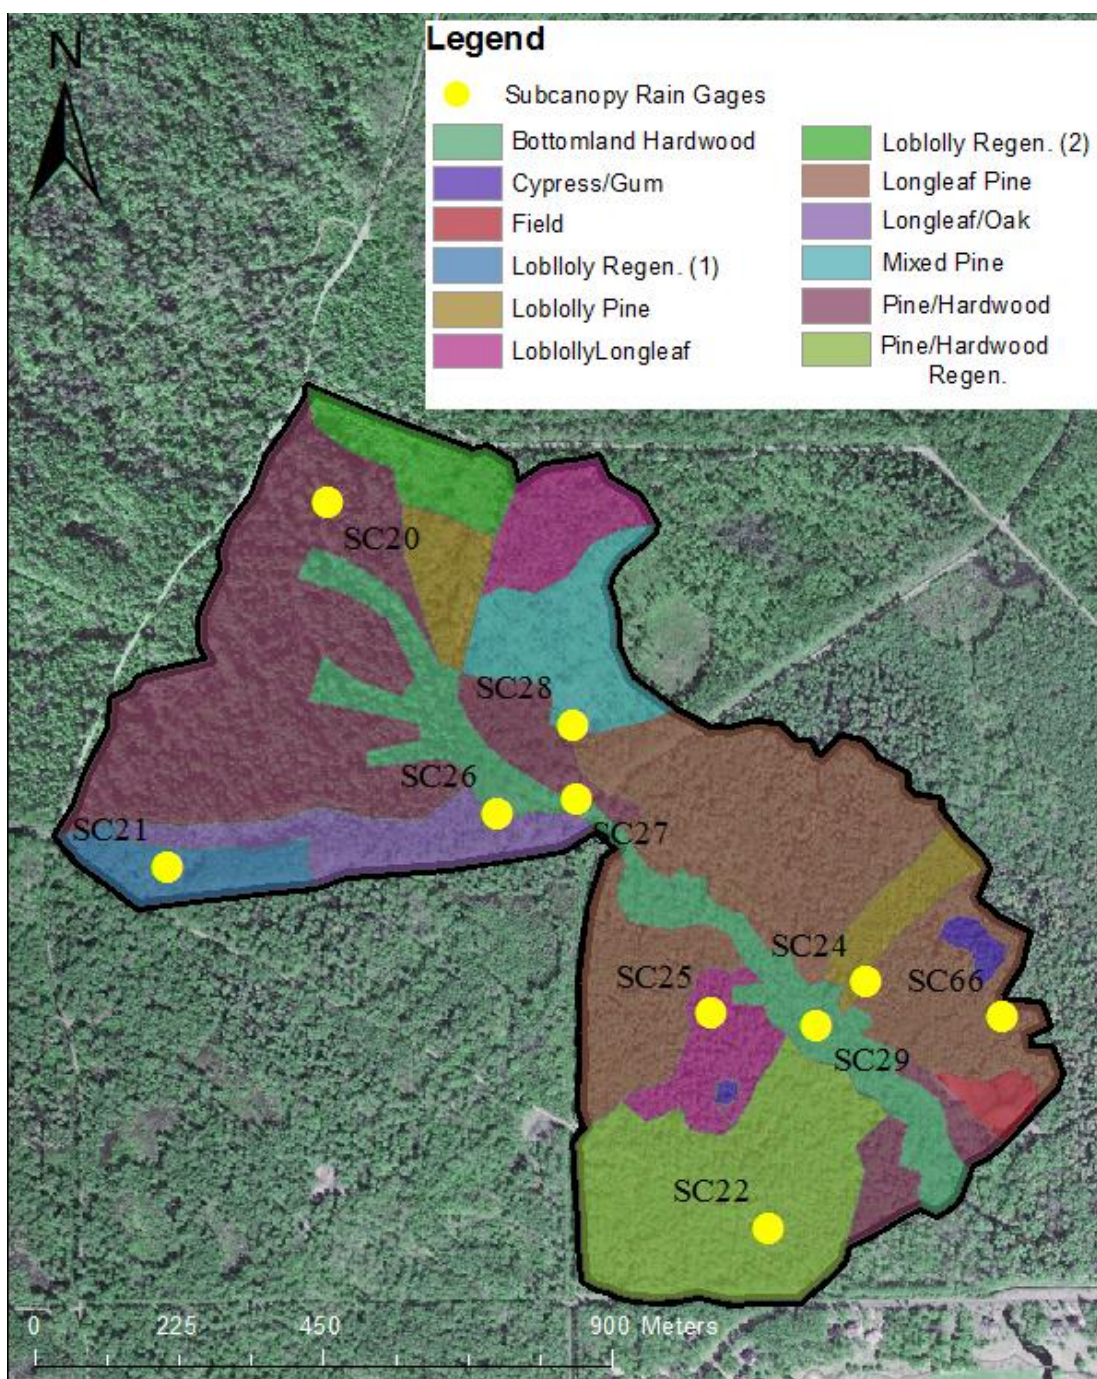 N
Legend
Subcanopy Rain Gages
Bottomland Hardwood
Cypress/Gum
Field
Loblloly Regen. (1)
Loblolly Pine
LoblollyLongleaf
Loblolly Regen. (2)
Longleaf Pine
Longleaf/Oak
Mixed Pine
Pine/Hardwood
Pine/Hardwood
Regen.
SC20
SC28
SC26
SC21
SC27
SC24
SC25
SC66
SC29
SC22
0 225 450 900 Meters